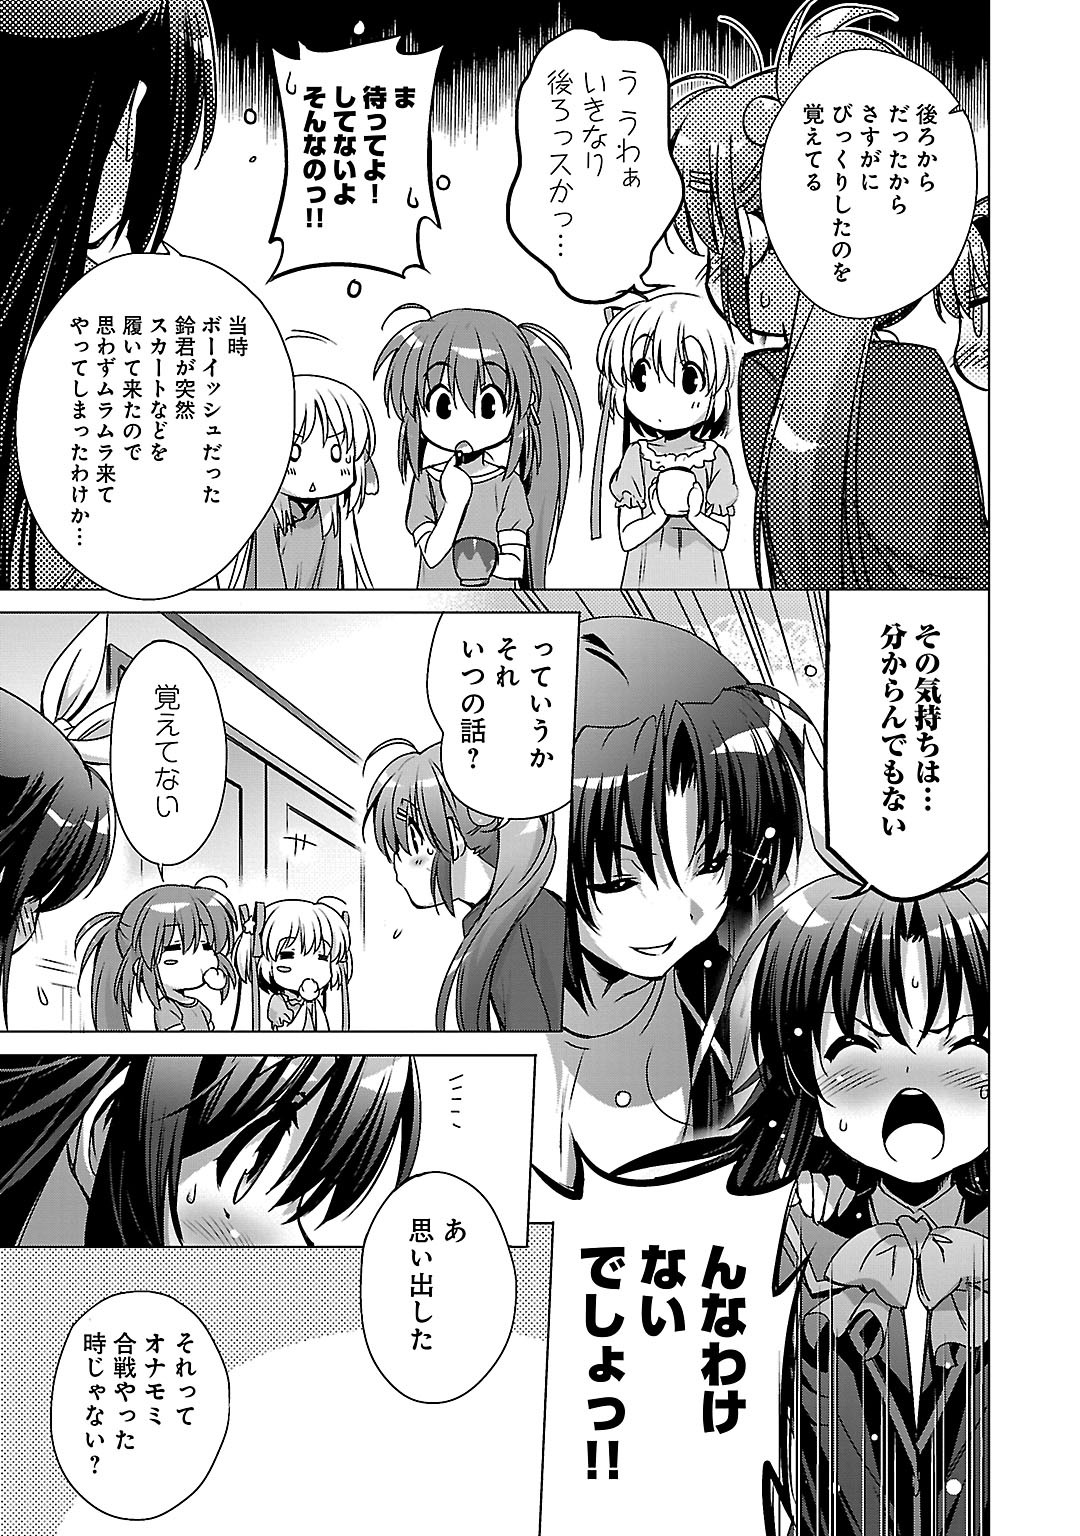 後ろから
だったから
さすがに
びっくりしたのを
覚えてる
う うわぁ
いきなり
後ろっスかっ…
ま
待ってよ!
してないよ
そんなのっ!!
当時
ボーイッシュだった
鈴君が突然
スカートなどを
履いて来たので
思わずムラムラ来て
やってしまったわけか…
その気持ちは…
分からんでもない
んなわけ
ない
でしょっ!!
っていうか
それ
いつの話?
覚えてない
あ
思い出した
それって
オナモミ
合戦やった
時じゃない?